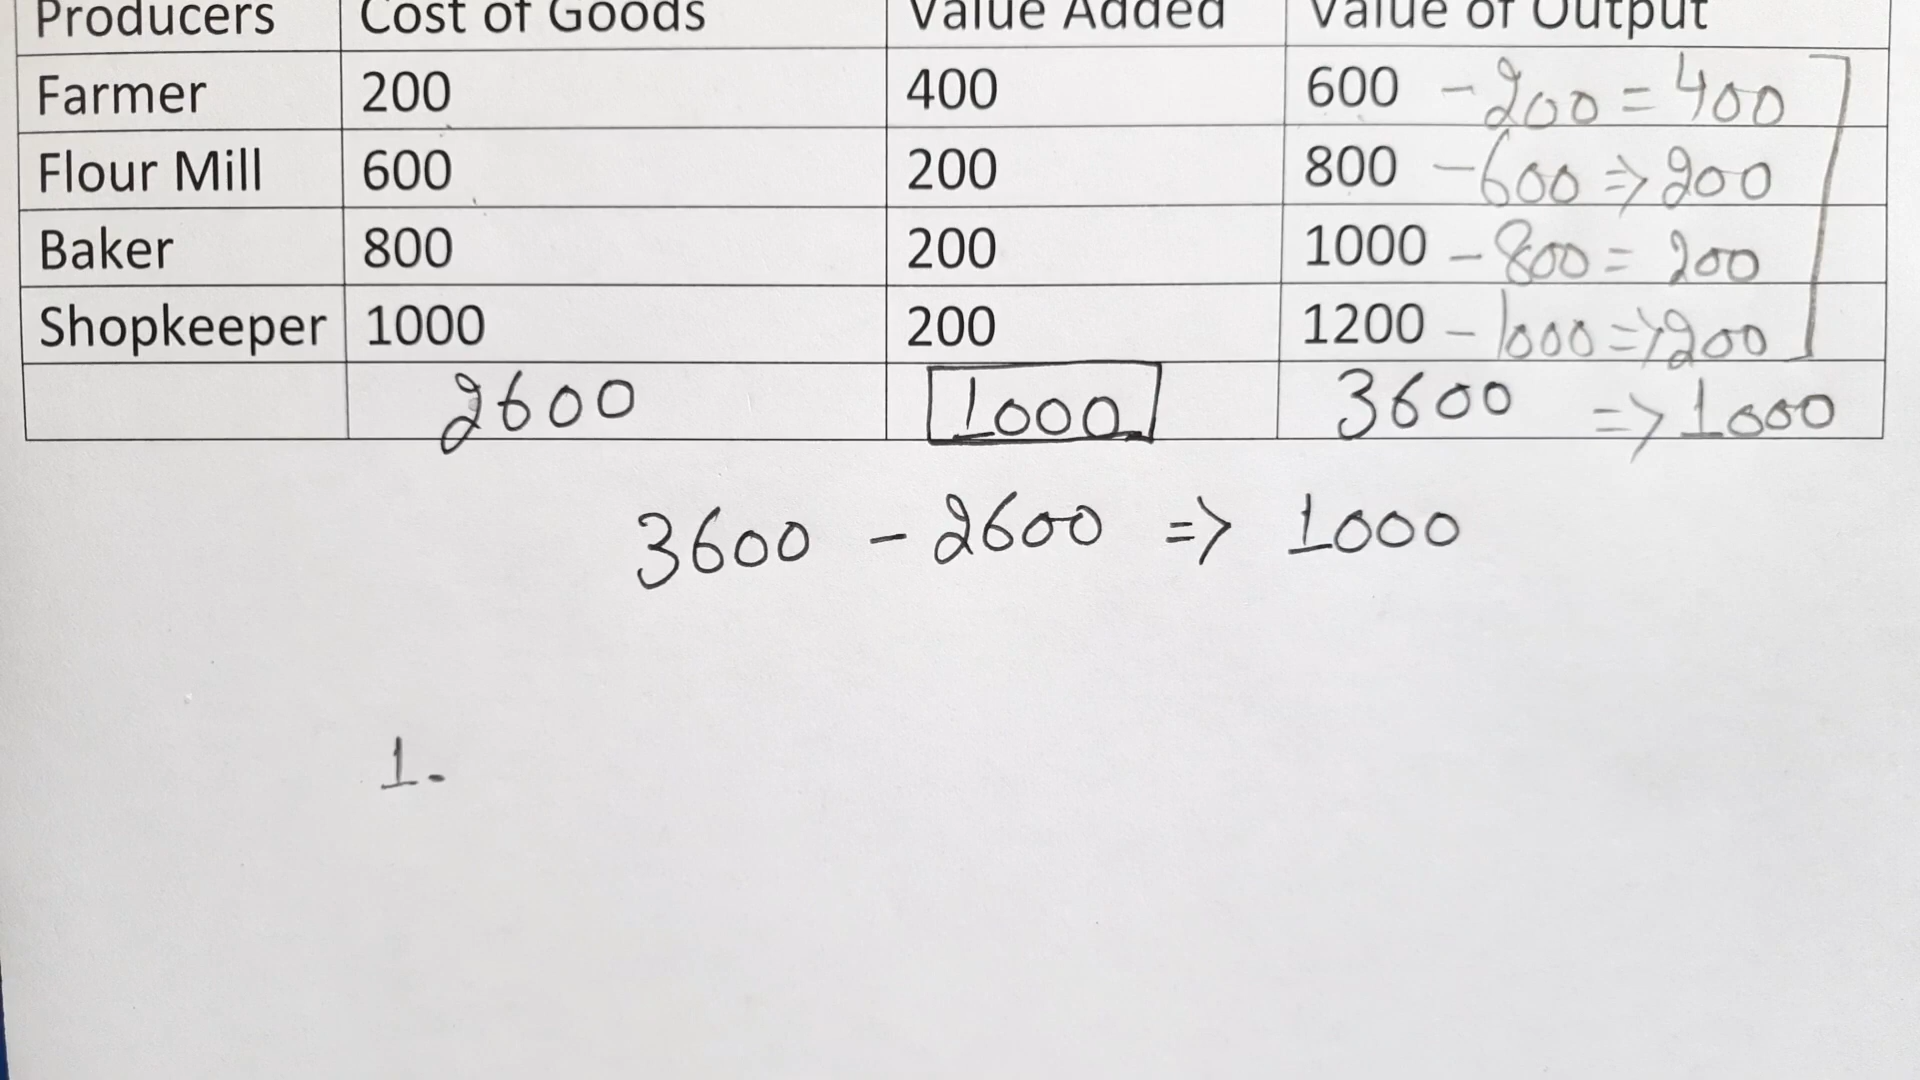 Producers Cost of Goods Value Added Value of Output
Farmer 200 400 600 - 200 = 400
Flour Mill 600 200 800 - 600 => 200
Baker 800 200 1000 - 800 = 200
Shopkeeper 1000 200 1200 - 1000 => 200
2600 1000 3600 => 1000
3600 - 2600 => 1000
1.